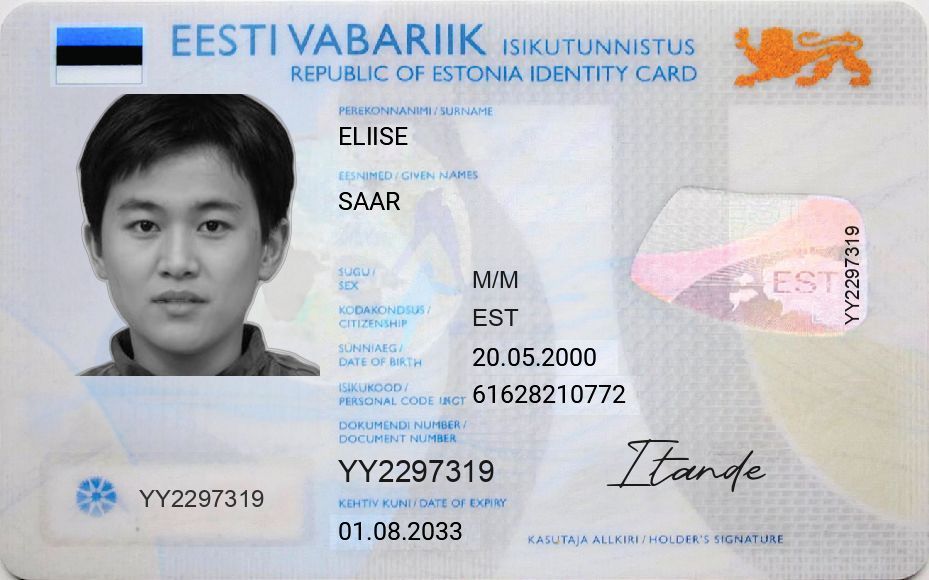 EESTI VABARIIK ISIKUTUNNISTUS
REPUBLIC OF ESTONIA IDENTITY CARD
PEREKONNANIMI / SURNAME
ELIISE
EESNIMED / GIVEN NAMES
SAAR
SUGU /
SEX
M/M
KODAKONDSUS /
CITIZENSHIP
EST
SÜNNIAEG /
DATE OF BIRTH
20.05.2000
ISIKUKOOD /
PERSONAL CODE
61628210772
DOKUMENDI NUMBER /
DOCUMENT NUMBER
YY2297319
KEHTIV KUNI / DATE OF EXPIRY
01.08.2033
YY2297319
EST
YY2297319
Itande
KASUTAJA ALLKIRI / HOLDER'S SIGNATURE